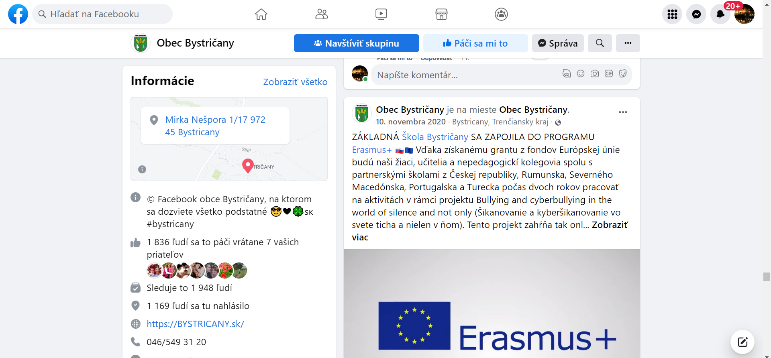 Hľadať na Facebooku
20+
Obec Bystričany
Navštíviť skupinu
Páči sa mi to
Správa
Informácie
Zobraziť všetko
Mirka Nešpora 1/17 972
45 Bystricany
© Facebook obce Bystričany, na ktorom
sa dozviete všetko podstatné 😎❤🍀sk
#bystricany
1 836 ľudí sa to páči vrátane 7 vašich
priateľov
Sleduje to 1 948 ľudí
1 169 ľudí sa tu nahlásilo
https://BYSTRICANY.sk/
046/549 31 20
Napíšte komentár...
Obec Bystričany je na mieste Obec Bystričany.
10. novembra 2020 · Bystricany, Trenčiansky kraj ·
ZÁKLADNÁ Škola Bystričany SA ZAPOJILA DO PROGRAMU
Erasmus+ 🇸🇰🇪🇺 Vďaka získanému grantu z fondov Európskej únie
budú naši žiaci, učitelia a nepedagogickí kolegovia spolu s
partnerskými školami z Českej republiky, Rumunska, Severného
Macedónska, Portugalska a Turecka počas dvoch rokov pracovať
na aktivitách v rámci projektu Bullying and cyberbullying in the
world of silence and not only (Šikanovanie a kyberšikanovanie vo
svete ticha a nielen v ňom). Tento projekt zahŕňa tak onl... Zobraziť
viac
Erasmus+